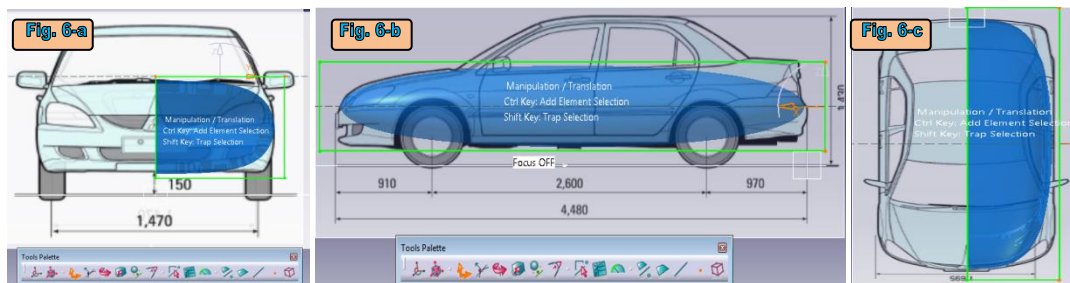 Fig. 6-a
Manipulation / Translation
Ctrl Key: Add Element Selection
Shift Key: Trap Selection
150
1,470
Tools Palette
Fig. 6-b
Manipulation / Translation
Ctrl Key: Add Element Selection
Shift Key: Trap Selection
Focus OFF
910
2,600
970
4,480
Tools Palette
Fig. 6-c
Manipulation / Translation
Ctrl Key: Add Element Selection
Shift Key: Trap Selection